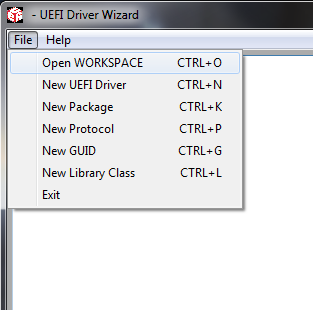 - UEFI Driver Wizard
File Help
Open WORKSPACE CTRL+O
New UEFI Driver CTRL+N
New Package CTRL+K
New Protocol CTRL+P
New GUID CTRL+G
New Library Class CTRL+L
Exit